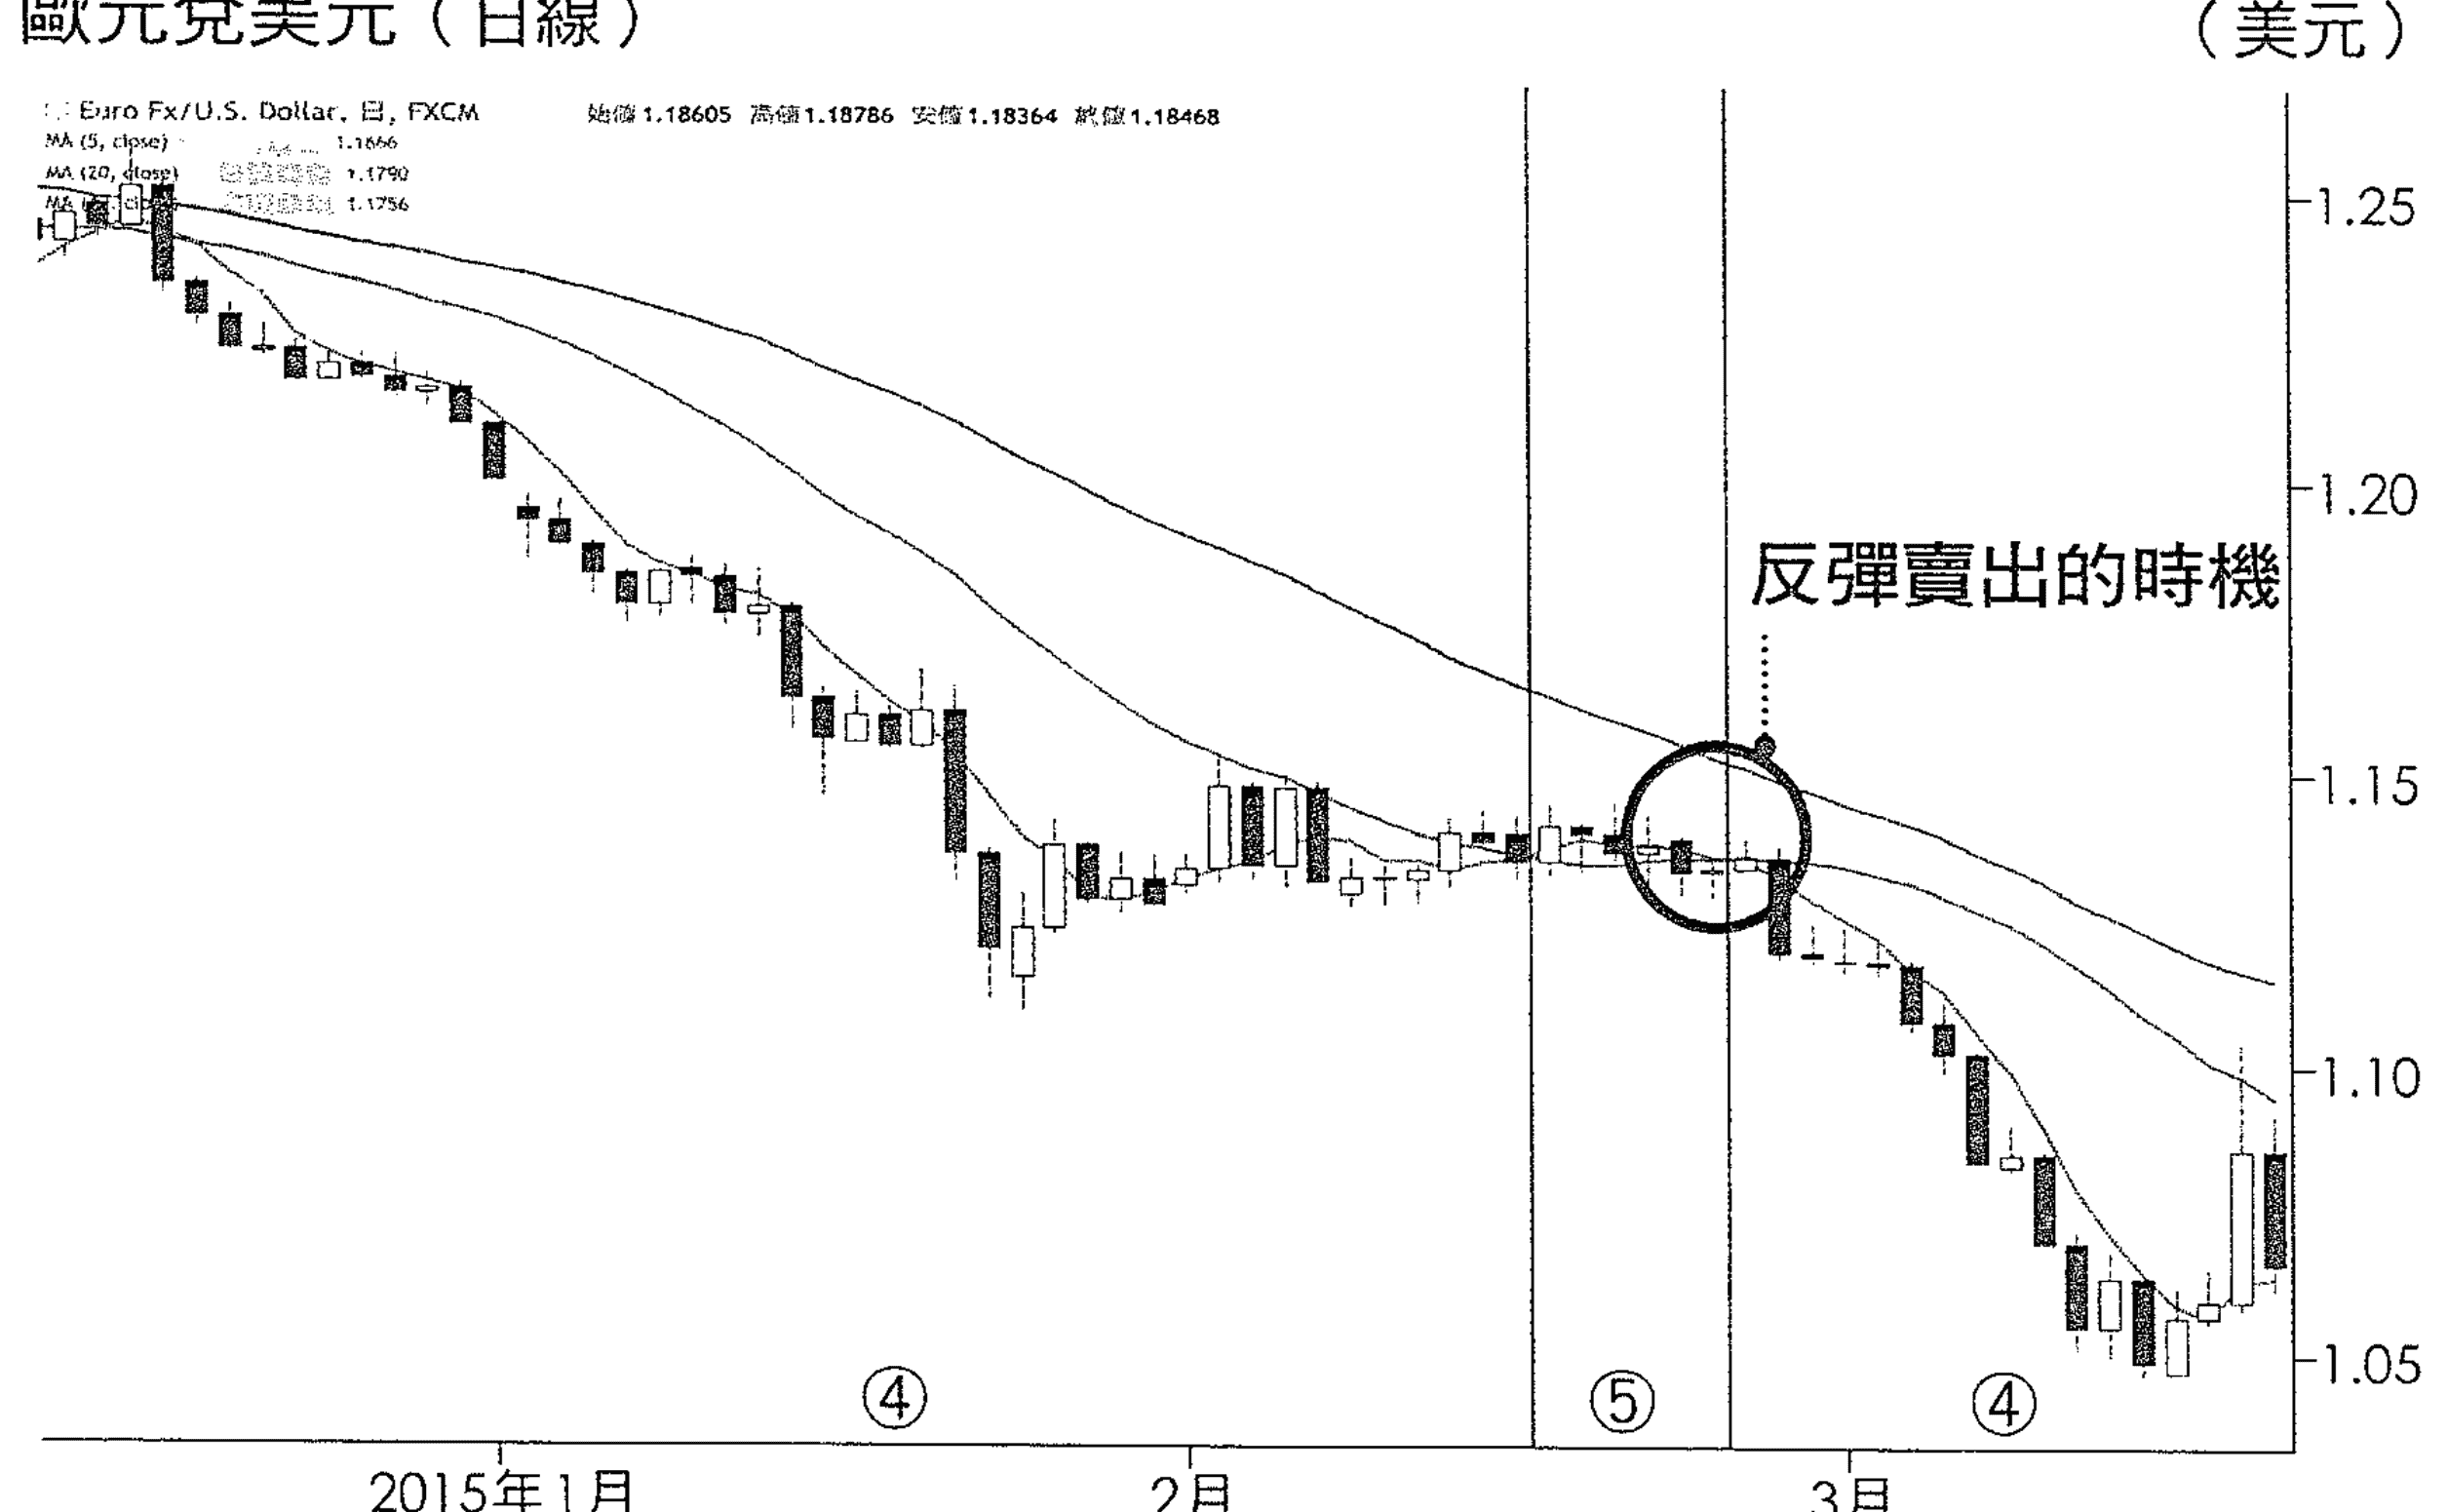 歐元兌美元（日線）
（美元）
Euro Fx/U.S. Dollar, 日, FXCM 始値1.18605 高値1.18786 安値1.18364 終値1.18468
MA (5, close) 1.1666
MA (20, close) 1.1790
MA 1.1756
1.25
1.20
反彈賣出的時機
1.15
1.10
1.05
④ ⑤ ④
2015年1月 2月 3月